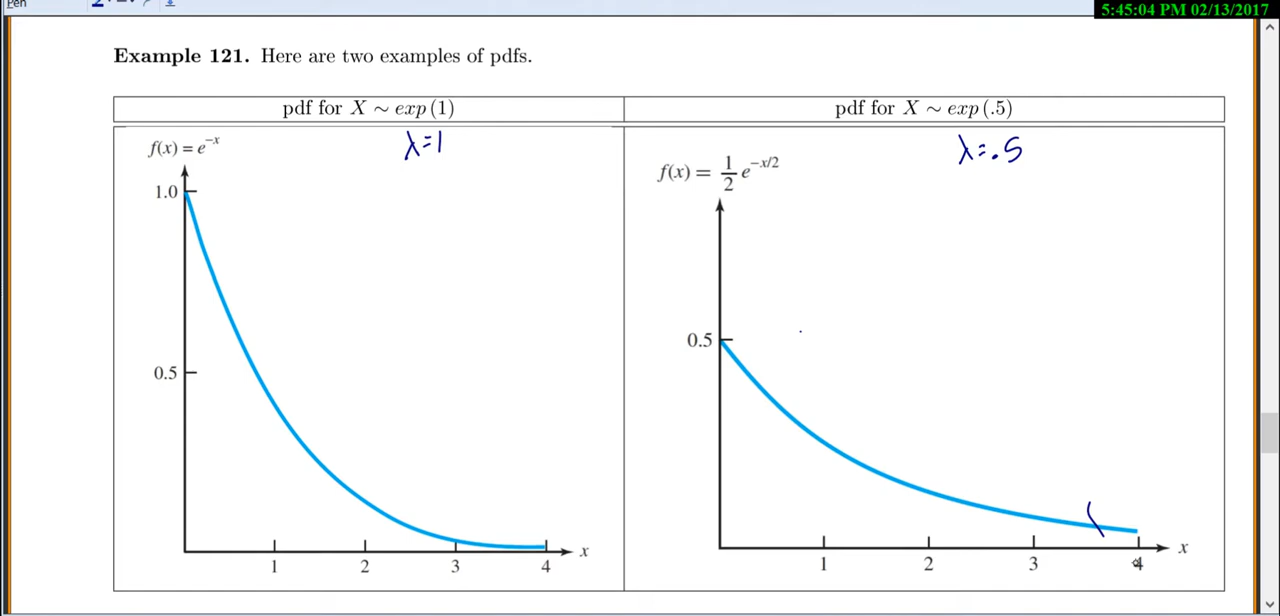 Pen
5:45:04 PM 02/13/2017
Example 121. Here are two examples of pdfs.
pdf for X ~ exp(1)
pdf for X ~ exp(.5)
f(x) = e^{-x}
λ=1
1.0
0.5
1 2 3 4 x
λ=.5
f(x) = \frac{1}{2} e^{-x/2}
0.5
1 2 3 4 x